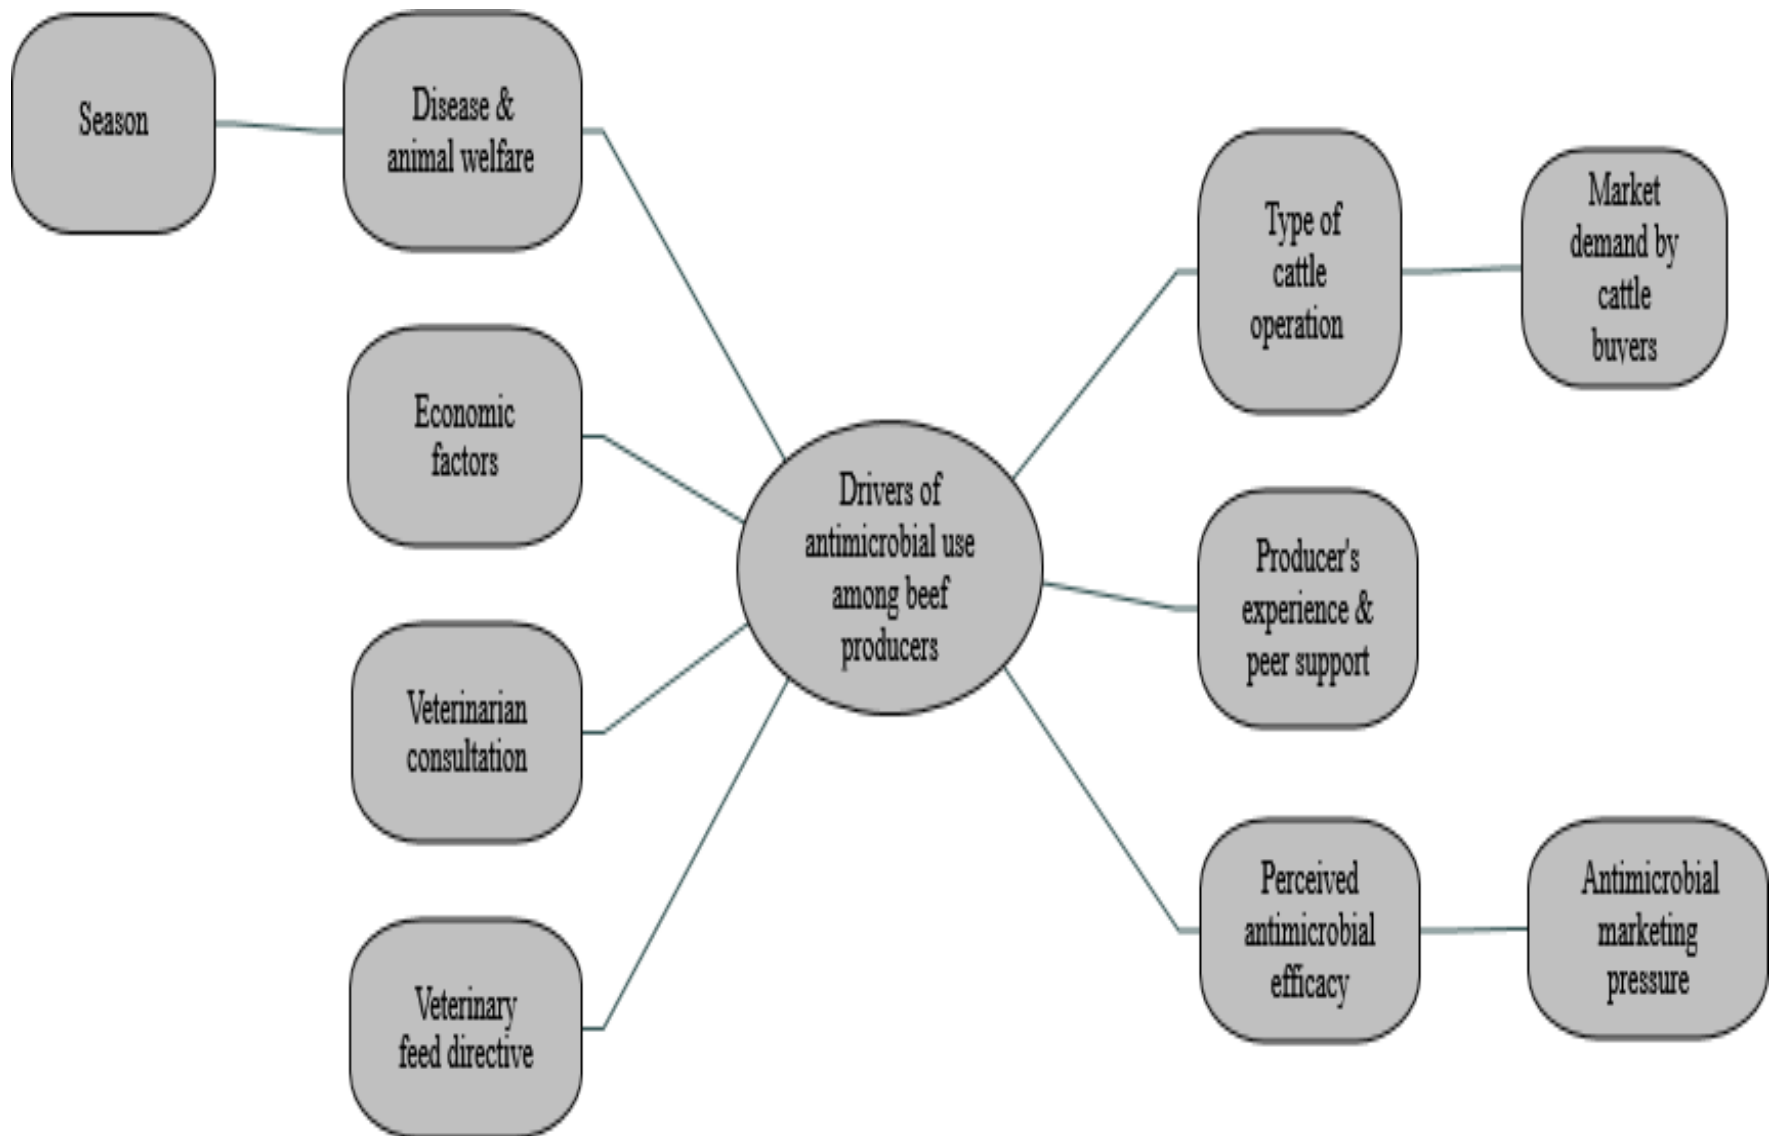 Season
Disease &
animal welfare
Economic
factors
Veterinarian
consultation
Veterinary
feed directive
Drivers of
antimicrobial use
among beef
producers
Type of
cattle
operation
Market
demand by
cattle
buyers
Producer's
experience &
peer support
Perceived
antimicrobial
efficacy
Antimicrobial
marketing
pressure